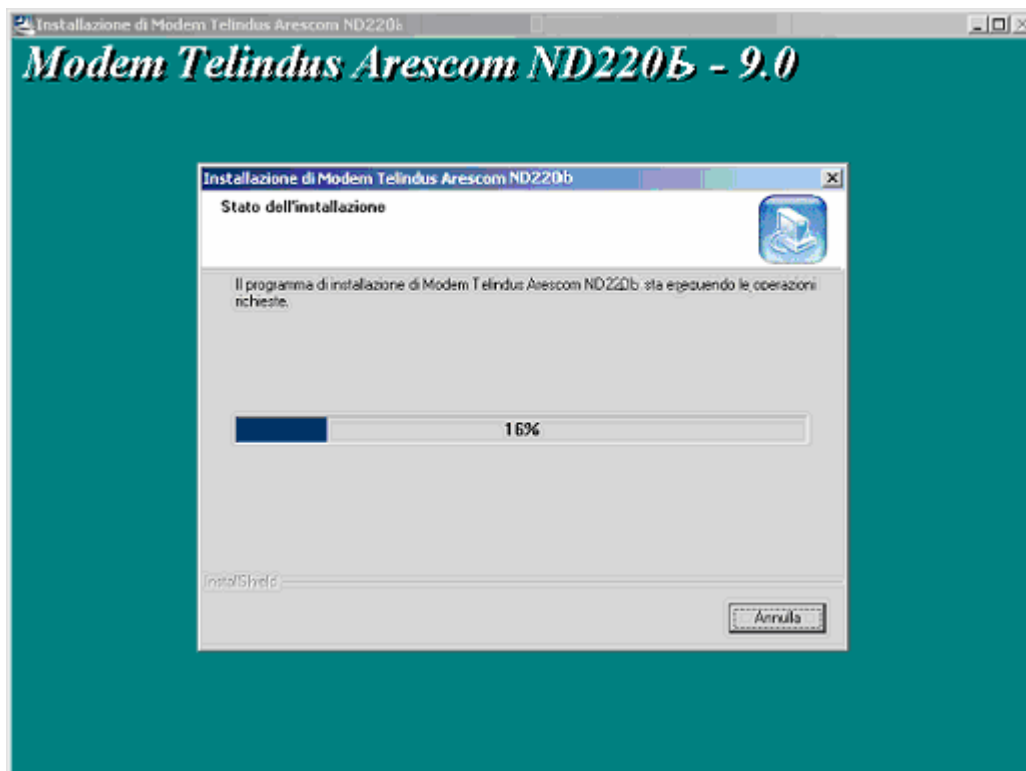 Installazione di Modem Telindus Arescom ND220b
Modem Telindus Arescom ND220b - 9.0
Installazione di Modem Telindus Arescom ND220b
Stato dell'installazione
Il programma di installazione di Modem Telindus Arescom ND220b sta eseguendo le operazioni
richieste.
16%
InstallShield
Annulla